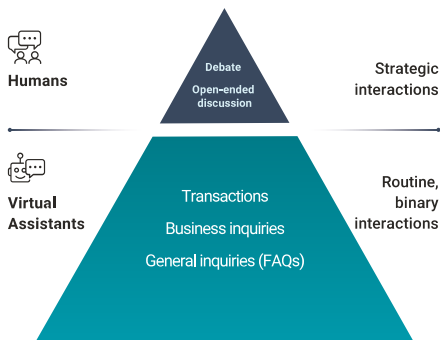 Humans
Debate
Open-ended
discussion
Strategic
interactions
Virtual
Assistants
Transactions
Business inquiries
General inquiries (FAQs)
Routine,
binary
interactions